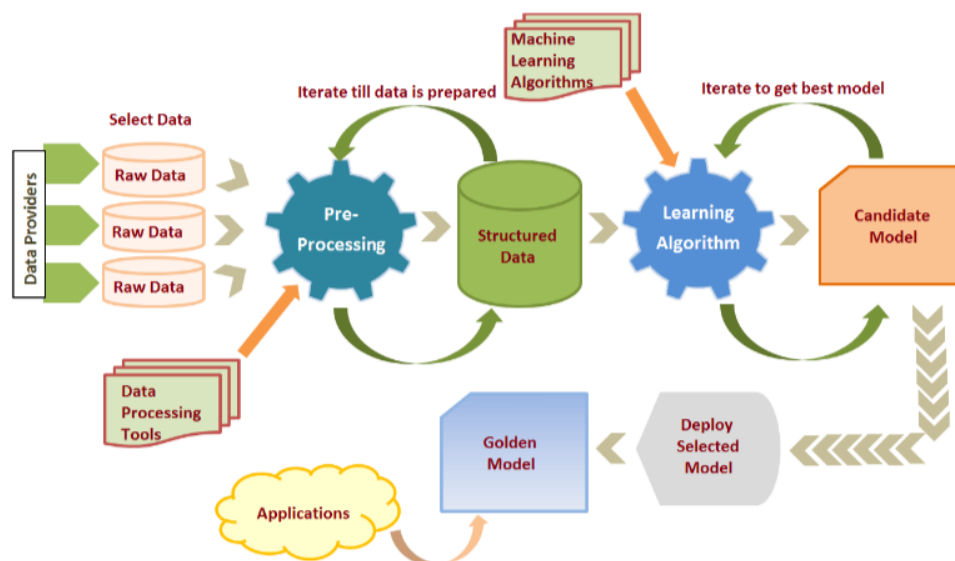 Machine
Learning
Algorithms
Iterate till data is prepared
Iterate to get best model
Select Data
Data Providers
Raw Data
Raw Data
Raw Data
Pre-
Processing
Structured
Data
Learning
Algorithm
Candidate
Model
Data
Processing
Tools
Golden
Model
Deploy
Selected
Model
Applications